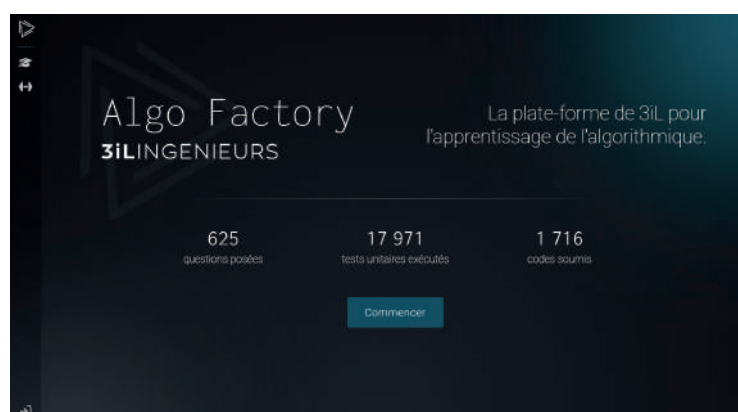 Algo Factory
3iLINGENIEURS
La plate-forme de 3iL pour
l'apprentissage de l'algorithmique.
625
questions posées
17 971
tests unitaires exécutés
1 716
codes soumis
Commencer